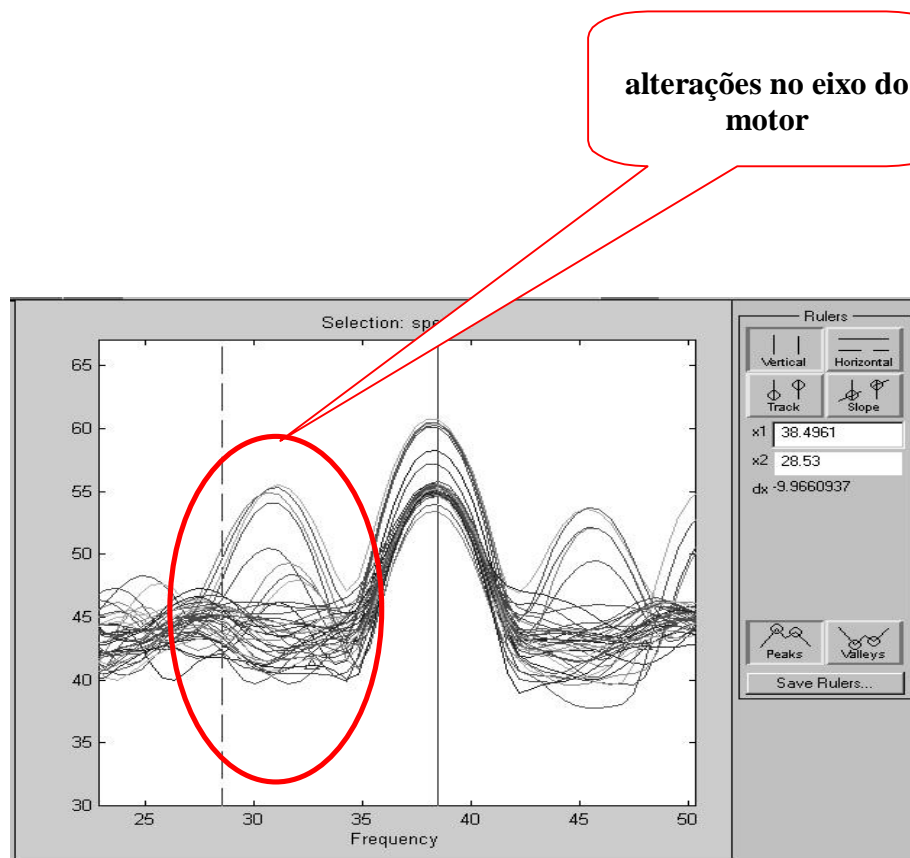 alterações no eixo do
motor
Selection: spe
Rulers
Vertical
Horizontal
Track
Slope
x1 38.4961
x2 28.53
dx -9.9660937
Peaks
Valleys
Save Rulers...
65
60
55
50
45
40
35
30
25 30 35 40 45 50
Frequency